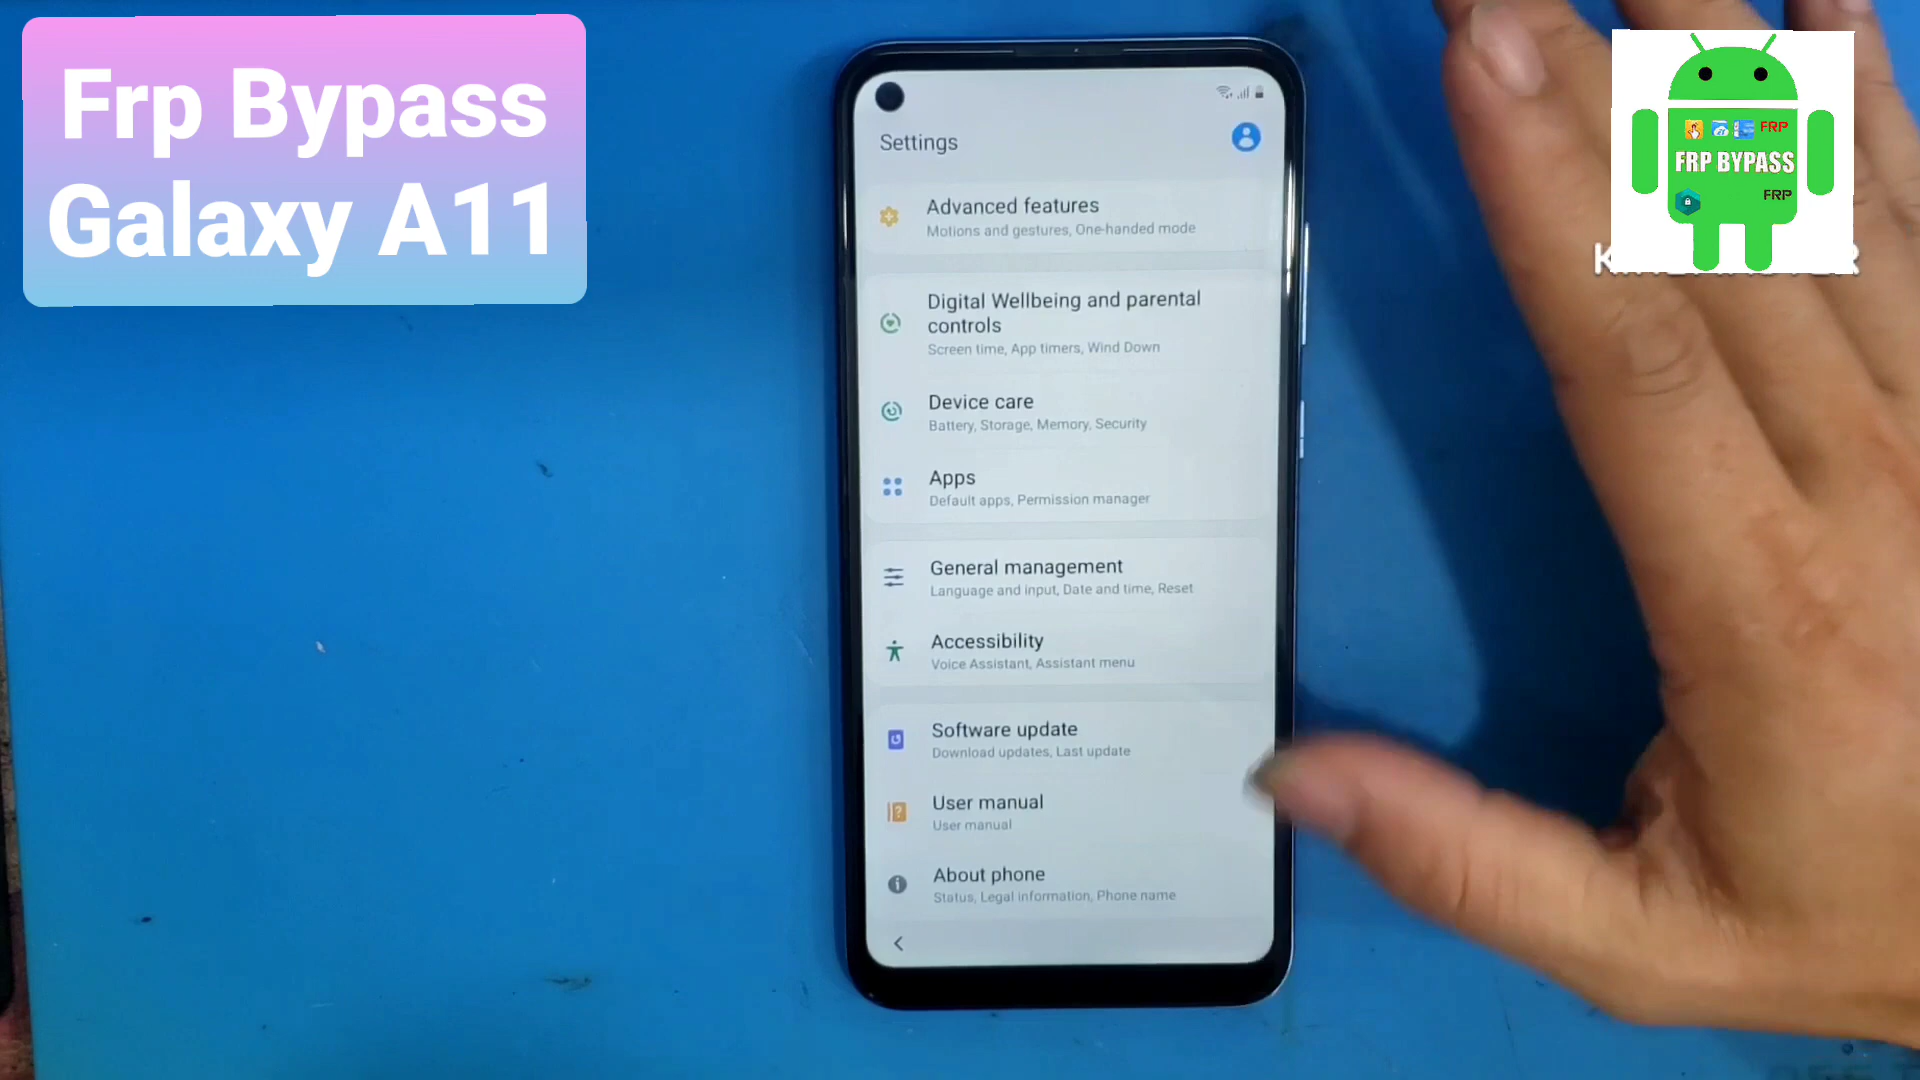 Frp Bypass
Galaxy A11
FRP
FRP BYPASS
FRP
Settings
Advanced features
Motions and gestures, One-handed mode
Digital Wellbeing and parental
controls
Screen time, App timers, Wind Down
Device care
Battery, Storage, Memory, Security
Apps
Default apps, Permission manager
General management
Language and input, Date and time, Reset
Accessibility
Voice Assistant, Assistant menu
Software update
Download updates, Last update
User manual
User manual
About phone
Status, Legal information, Phone name